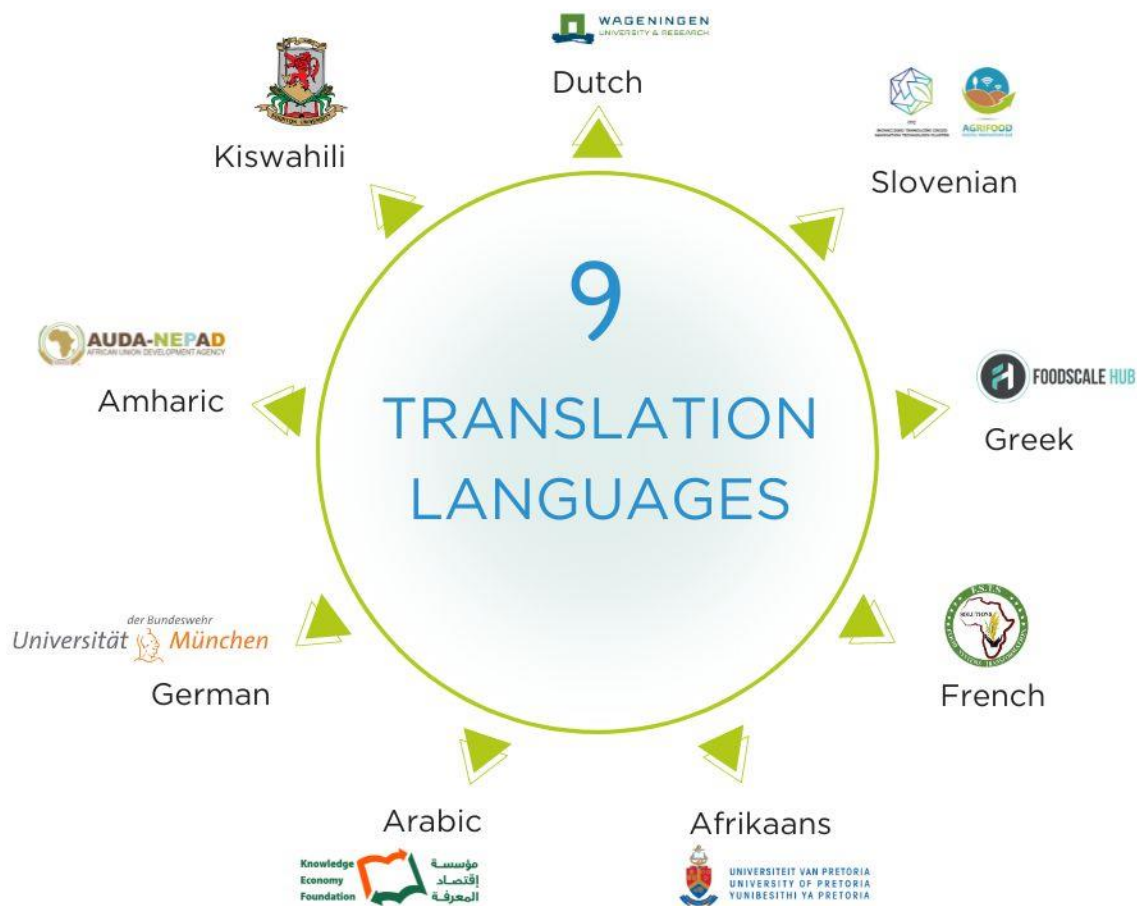 WAGENINGEN
UNIVERSITY & RESEARCH
Dutch
Kiswahili
AGRIFOOD
Slovenian
9
TRANSLATION
LANGUAGES
AUDA-NEPAD
AFRICAN UNION DEVELOPMENT AGENCY
Amharic
FOODSCALE HUB
Greek
der Bundeswehr
Universität München
German
F.S.T.S
SOLUTIONS
French
Arabic
Knowledge
Economy
Foundation
مؤسسة
إقتصاد
المعرفة
Afrikaans
UNIVERSITEIT VAN PRETORIA
UNIVERSITY OF PRETORIA
YUNIBESITHI YA PRETORIA